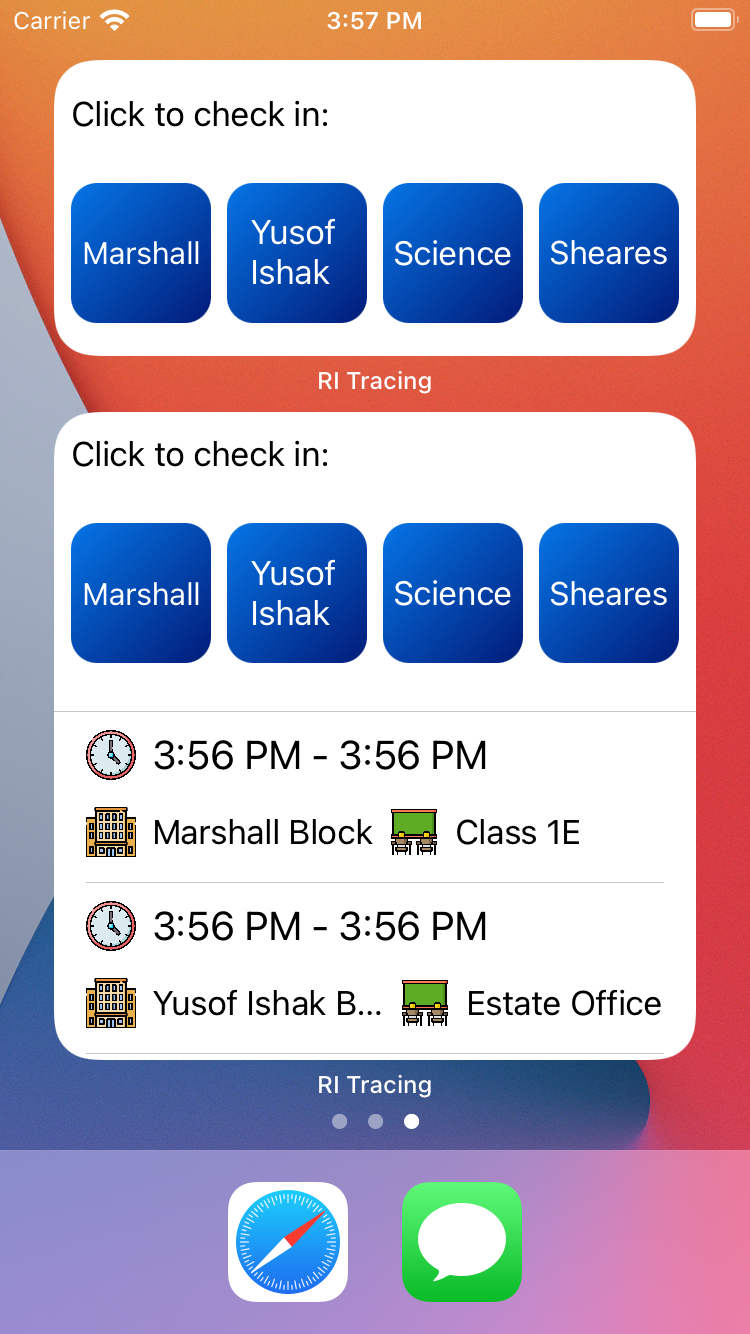 Carrier 3:57 PM
Click to check in:
Marshall
Yusof
Ishak
Science
Sheares
RI Tracing
Click to check in:
Marshall
Yusof
Ishak
Science
Sheares
3:56 PM - 3:56 PM
Marshall Block Class 1E
3:56 PM - 3:56 PM
Yusof Ishak B... Estate Office
RI Tracing